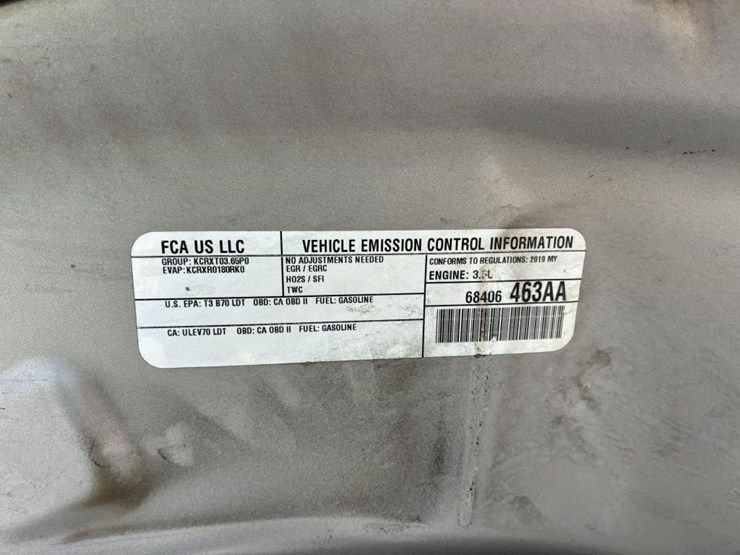 FCA US LLC
VEHICLE EMISSION CONTROL INFORMATION
GROUP: KCRXT03.65P0
EVAP: KCRXR0180RK0
NO ADJUSTMENTS NEEDED
EGR / EGRC
HO2S / SFI
TWC
CONFORMS TO REGULATIONS: 2019 MY
ENGINE:
68406 463AA
U.S. EPA: T3 B70 LDT OBD: CA OBD II FUEL: GASOLINE
CA: ULEV70 LDT OBD: CA OBD II FUEL: GASOLINE